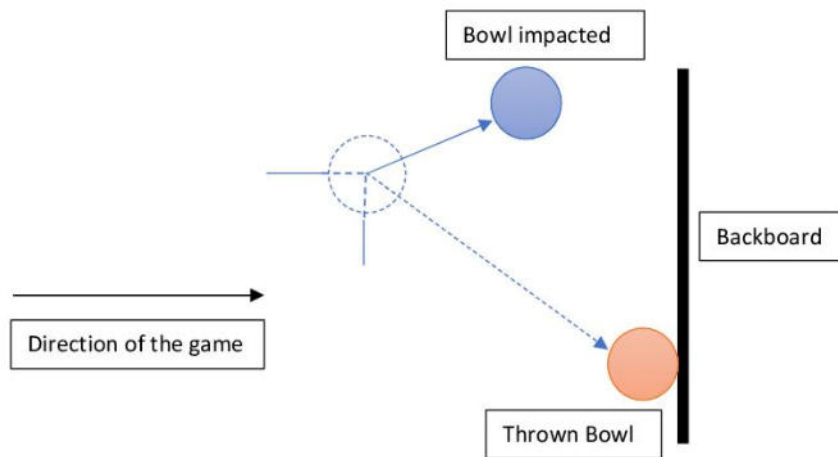 Bowl impacted
Backboard
Direction of the game
Thrown Bowl